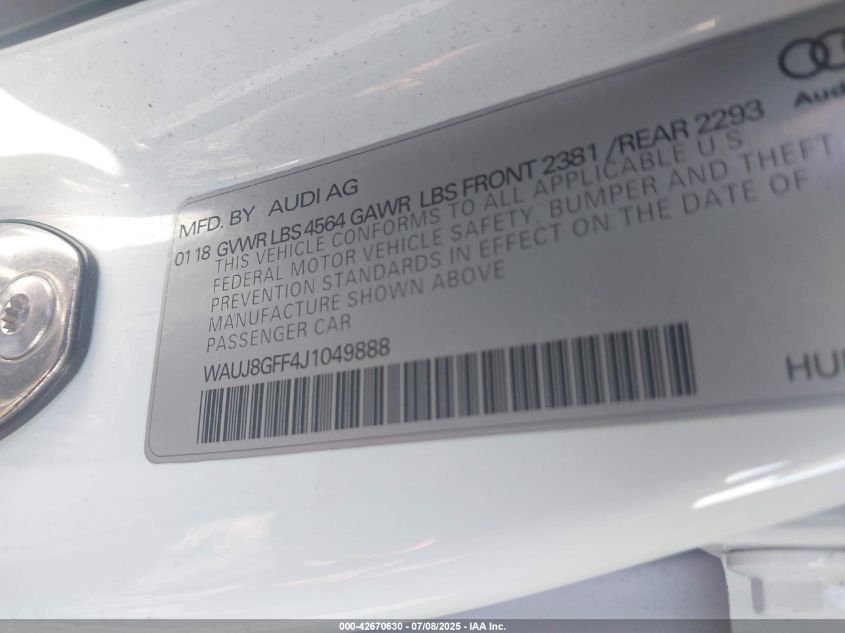 Audi
MFD. BY AUDI AG
01 18 GVWR LBS 4564 GAWR LBS FRONT 2381 /REAR 2293
THIS VEHICLE CONFORMS TO ALL APPLICABLE U.S.
FEDERAL MOTOR VEHICLE SAFETY, BUMPER AND THEFT
PREVENTION STANDARDS IN EFFECT ON THE DATE OF
MANUFACTURE SHOWN ABOVE
PASSENGER CAR
WAUJ8GFF4J1049888
000-42670630 - 07/08/2025 - IAA Inc.